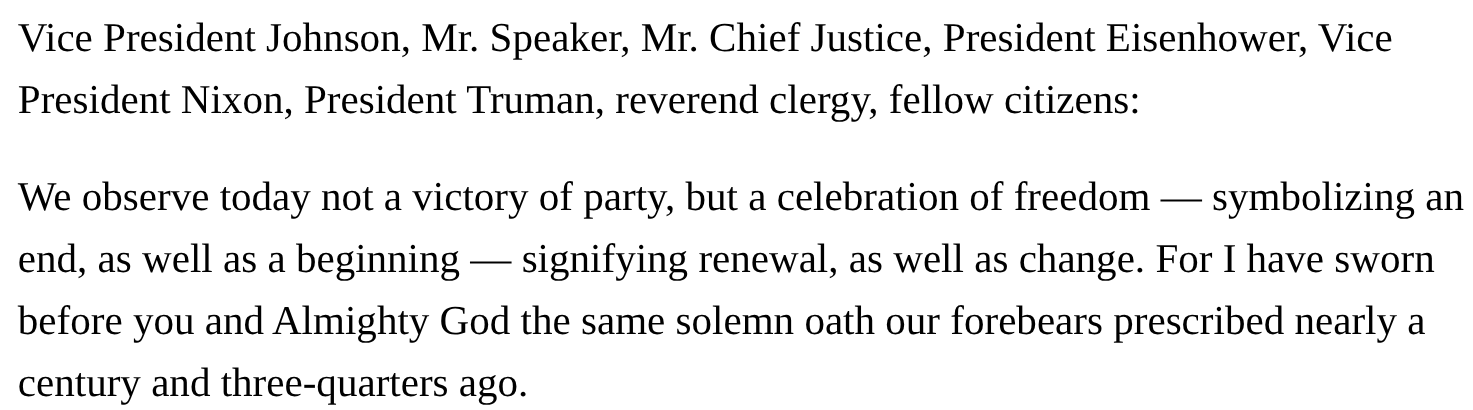 Vice President Johnson, Mr. Speaker, Mr. Chief Justice, President Eisenhower, Vice
President Nixon, President Truman, reverend clergy, fellow citizens:
We observe today not a victory of party, but a celebration of freedom — symbolizing an
end, as well as a beginning — signifying renewal, as well as change. For I have sworn
before you and Almighty God the same solemn oath our forebears prescribed nearly a
century and three-quarters ago.